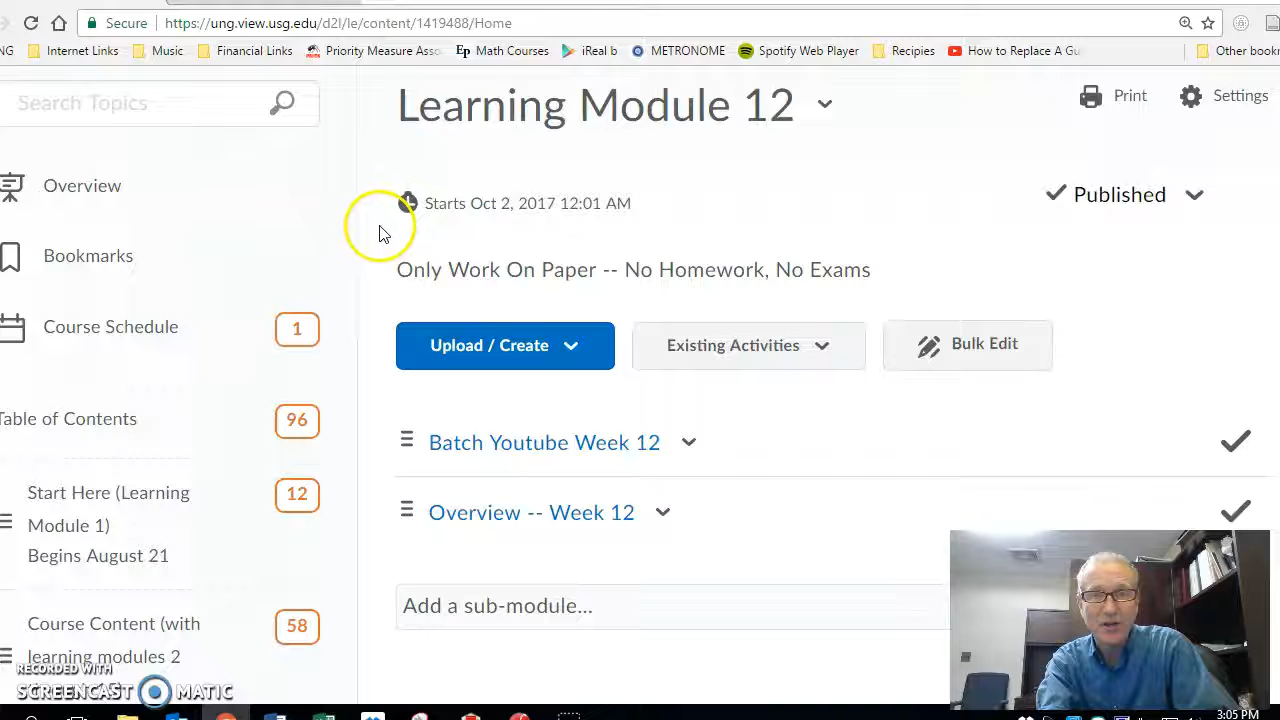 Secure https://ung.view.usg.edu/d2l/le/content/1419488/Home
NG Internet Links Music Financial Links Priority Measure Asso Ep Math Courses iReal b METRONOME Spotify Web Player Recipies How to Replace A Gu Other book
Search Topics
Learning Module 12
Print Settings
Overview
Starts Oct 2, 2017 12:01 AM
Published
Bookmarks
Only Work On Paper -- No Homework, No Exams
Course Schedule 1
Upload / Create Existing Activities Bulk Edit
Table of Contents 96
Batch Youtube Week 12
Start Here (Learning
Module 1)
Begins August 21
12
Overview -- Week 12
Add a sub-module...
Course Content (with
learning modules 2
58
RECORDED WITH
SCREENCAST MATIC
3:05 PM